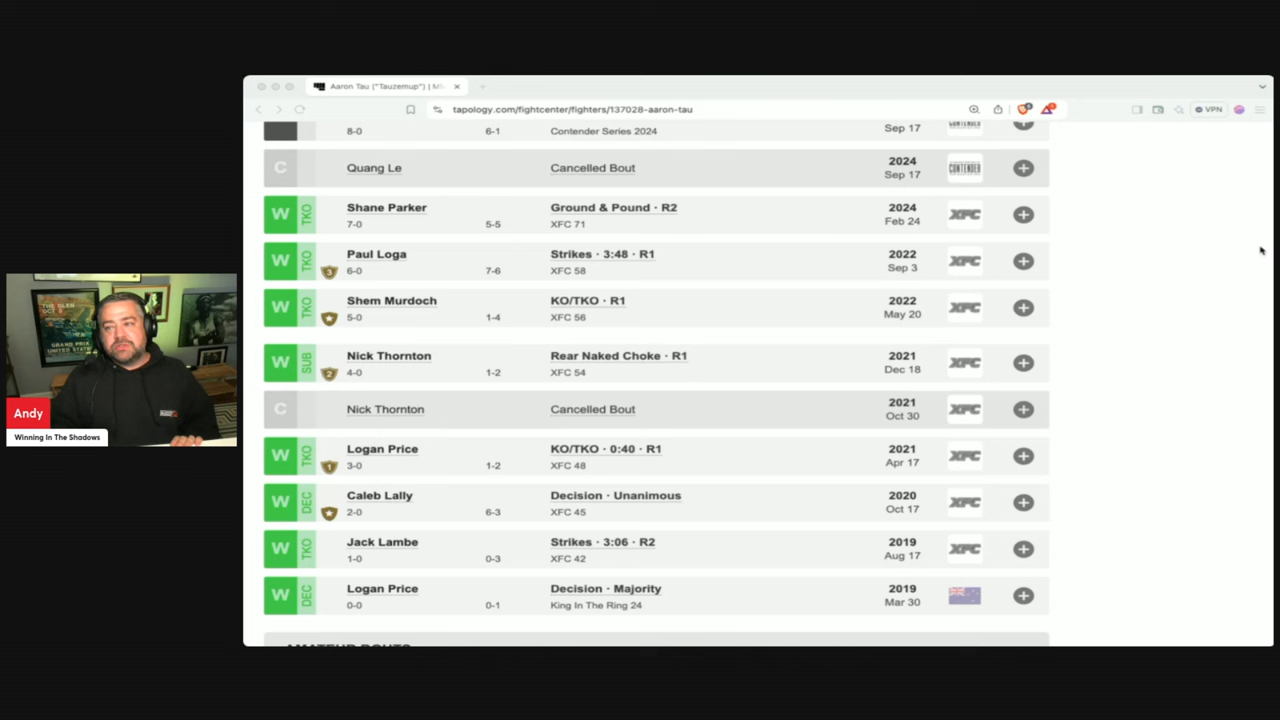 Aaron Tau ("Tauzemup") | M
tapology.com/fightcenter/fighters/137028-aaron-tau
VPN
8-0 6-1 Contender Series 2024 Sep 17
C Quang Le Cancelled Bout 2024
Sep 17
CONTENDER
W TKO Shane Parker Ground & Pound · R2 2024
7-0 5-5 XFC 71 Feb 24
XFC
W TKO Paul Loga Strikes · 3:48 · R1 2022
3 6-0 7-6 XFC 58 Sep 3
XFC
W TKO Shem Murdoch KO/TKO · R1 2022
5-0 1-4 XFC 56 May 20
XFC
W SUB Nick Thornton Rear Naked Choke · R1 2021
2 4-0 1-2 XFC 54 Dec 18
XFC
C Nick Thornton Cancelled Bout 2021
Oct 30
XFC
W TKO Logan Price KO/TKO · 0:40 · R1 2021
1 3-0 1-2 XFC 48 Apr 17
XFC
W DEC Caleb Lally Decision · Unanimous 2020
2-0 6-3 XFC 45 Oct 17
XFC
W TKO Jack Lambe Strikes · 3:06 · R2 2019
1-0 0-3 XFC 42 Aug 17
XFC
W DEC Logan Price Decision · Majority 2019
0-0 0-1 King In The Ring 24 Mar 30
THE GLEN
OCT 5
GRAND PRIX
UNITED STATES
Andy
Winning In The Shadows